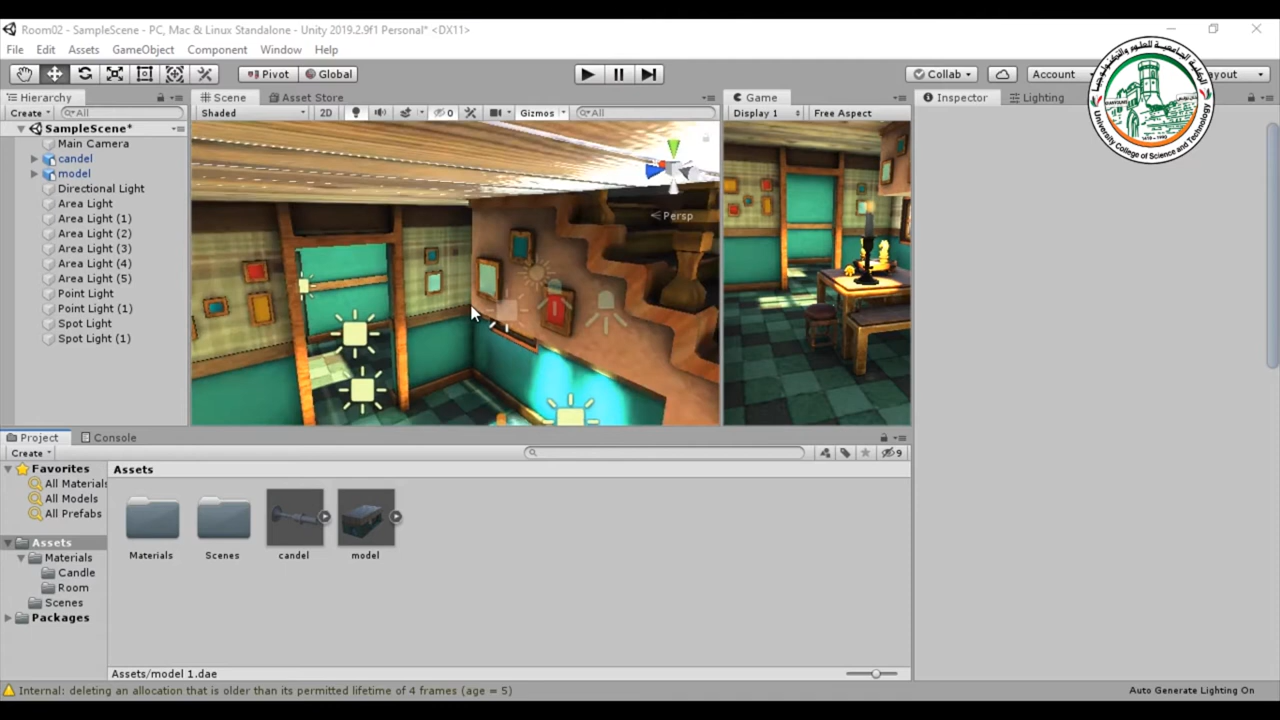 Room02 - SampleScene - PC, Mac & Linux Standalone - Unity 2019.2.9f1 Personal* <DX11>
File Edit Assets GameObject Component Window Help
Pivot Global Collab Account ayout
Hierarchy Scene Asset Store Game Inspector Lighting
Create All Shaded 2D 0 Gizmos All Display 1 Free Aspect
SampleScene*
Main Camera
candel
model
Directional Light
Area Light
Area Light (1)
Area Light (2)
Area Light (3)
Area Light (4)
Area Light (5)
Point Light
Point Light (1)
Spot Light
Spot Light (1)
Persp
الكلية الجامعية للعلوم والتكنولوجيا
University College of Science and Technology
Project Console
Create 9
Favorites
All Materials
All Models
All Prefabs
Assets
Materials
Candle
Room
Scenes
Packages
Assets
Materials Scenes candel model
Assets/model 1.dae
Internal: deleting an allocation that is older than its permitted lifetime of 4 frames (age = 5)
Auto Generate Lighting On